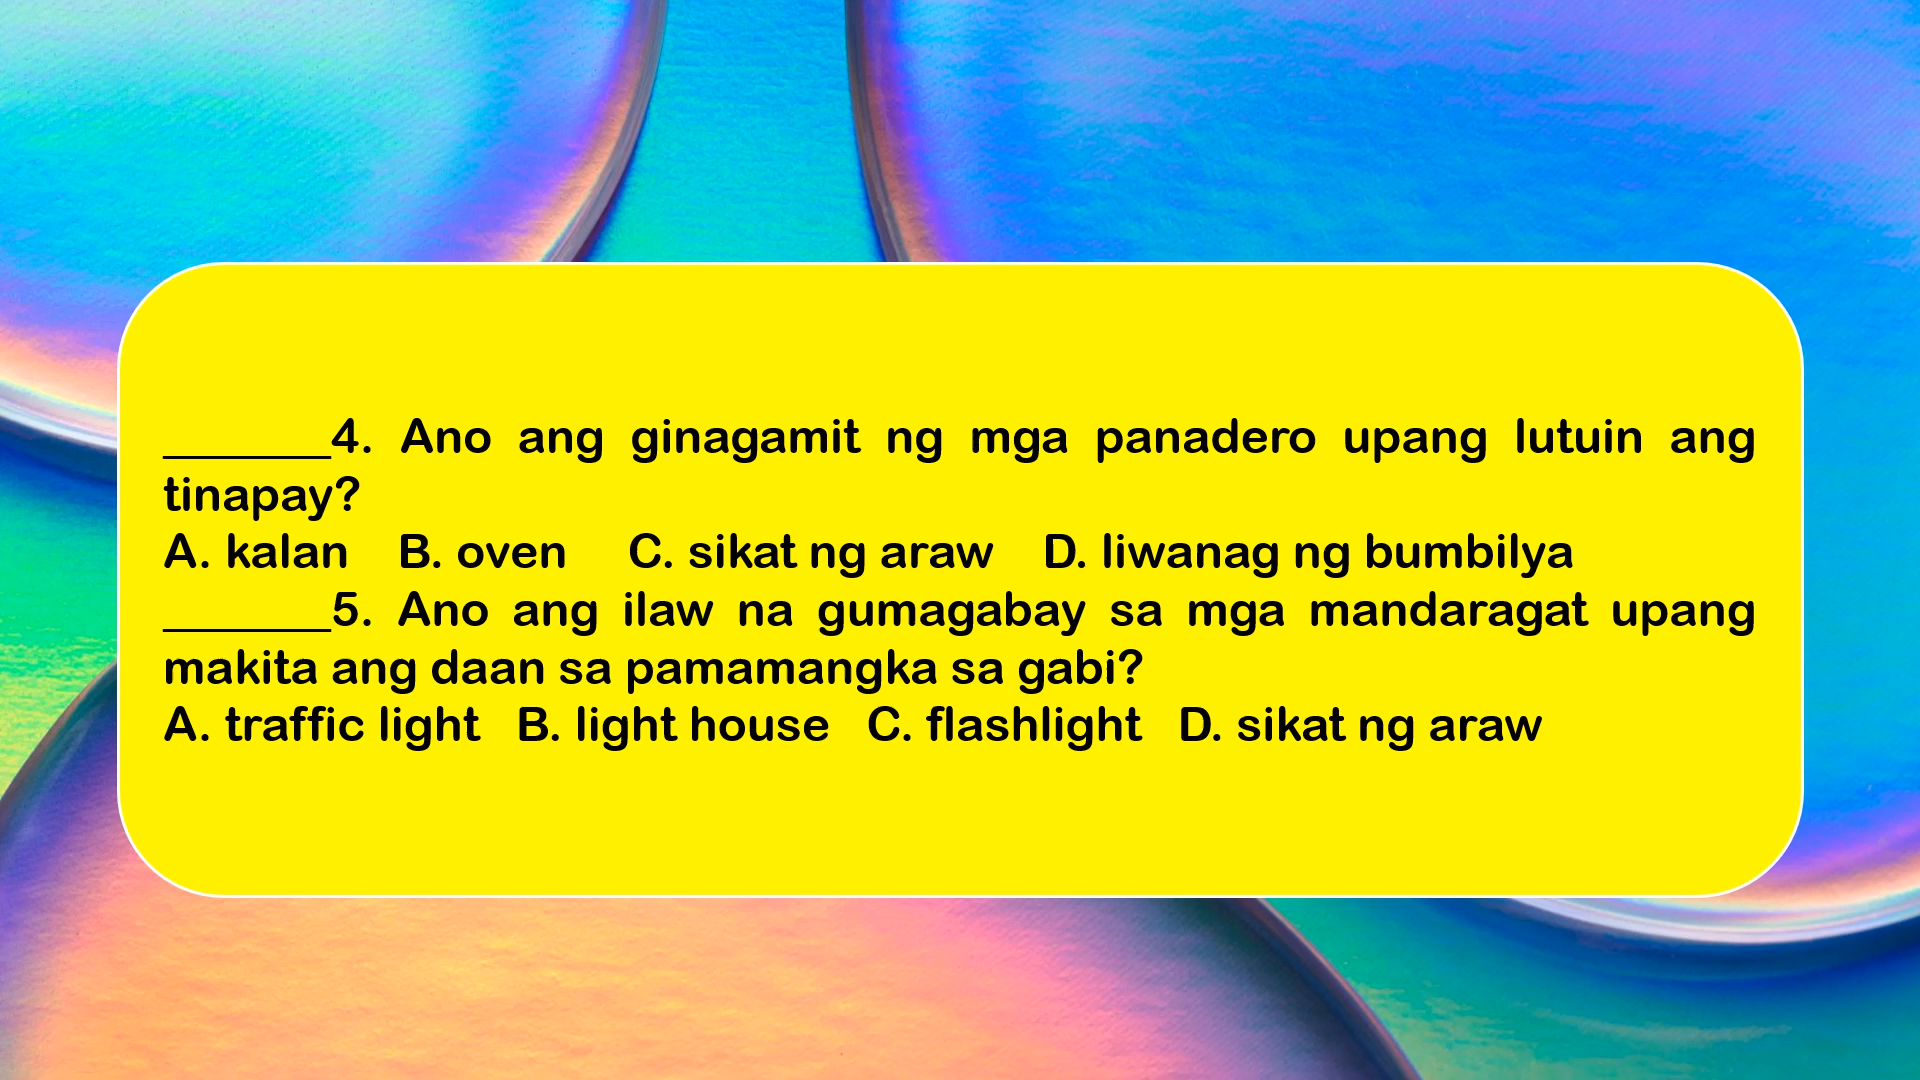 _______4. Ano ang ginagamit ng mga panadero upang lutuin ang
tinapay?
A. kalan B. oven C. sikat ng araw D. liwanag ng bumbilya
_______5. Ano ang ilaw na gumagabay sa mga mandaragat upang
makita ang daan sa pamamangka sa gabi?
A. traffic light B. light house C. flashlight D. sikat ng araw